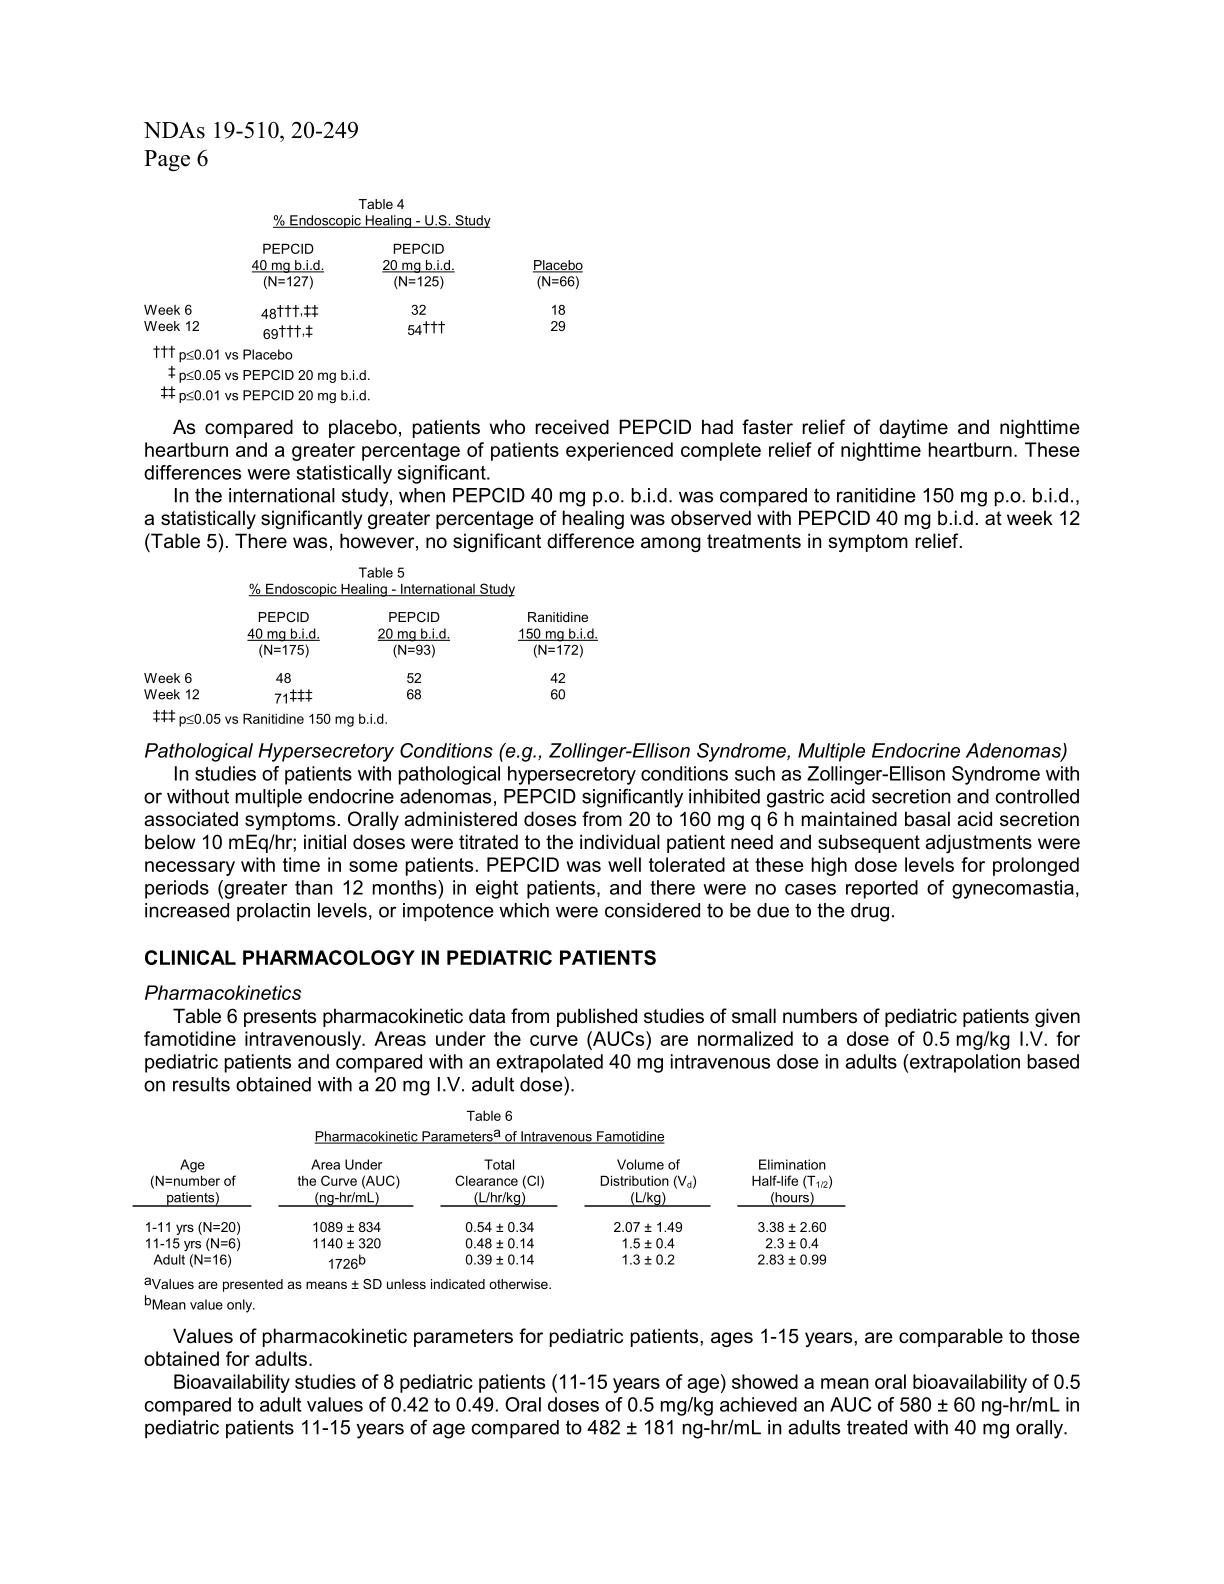 NDAs 19-510, 20-249
Page 6
Table 4
% Endoscopic Healing - U.S. Study
PEPCID PEPCID
40 mg b.i.d. 20 mg b.i.d. Placebo
(N=127) (N=125) (N=66)
Week 6 48†††,‡‡ 32 18
Week 12 69†††,‡ 54††† 29
††† p≤0.01 vs Placebo
‡ p≤0.05 vs PEPCID 20 mg b.i.d.
‡‡ p≤0.01 vs PEPCID 20 mg b.i.d.
As compared to placebo, patients who received PEPCID had faster relief of daytime and nighttime
heartburn and a greater percentage of patients experienced complete relief of nighttime heartburn. These
differences were statistically significant.
In the international study, when PEPCID 40 mg p.o. b.i.d. was compared to ranitidine 150 mg p.o. b.i.d.,
a statistically significantly greater percentage of healing was observed with PEPCID 40 mg b.i.d. at week 12
(Table 5). There was, however, no significant difference among treatments in symptom relief.
Table 5
% Endoscopic Healing - International Study
PEPCID PEPCID Ranitidine
40 mg b.i.d. 20 mg b.i.d. 150 mg b.i.d.
(N=175) (N=93) (N=172)
Week 6 48 52 42
Week 12 71‡‡‡ 68 60
‡‡‡ p≤0.05 vs Ranitidine 150 mg b.i.d.
Pathological Hypersecretory Conditions (e.g., Zollinger-Ellison Syndrome, Multiple Endocrine Adenomas)
In studies of patients with pathological hypersecretory conditions such as Zollinger-Ellison Syndrome with
or without multiple endocrine adenomas, PEPCID significantly inhibited gastric acid secretion and controlled
associated symptoms. Orally administered doses from 20 to 160 mg q 6 h maintained basal acid secretion
below 10 mEq/hr; initial doses were titrated to the individual patient need and subsequent adjustments were
necessary with time in some patients. PEPCID was well tolerated at these high dose levels for prolonged
periods (greater than 12 months) in eight patients, and there were no cases reported of gynecomastia,
increased prolactin levels, or impotence which were considered to be due to the drug.
CLINICAL PHARMACOLOGY IN PEDIATRIC PATIENTS
Pharmacokinetics
Table 6 presents pharmacokinetic data from published studies of small numbers of pediatric patients given
famotidine intravenously. Areas under the curve (AUCs) are normalized to a dose of 0.5 mg/kg I.V. for
pediatric patients and compared with an extrapolated 40 mg intravenous dose in adults (extrapolation based
on results obtained with a 20 mg I.V. adult dose).
Table 6
Pharmacokinetic Parametersa of Intravenous Famotidine
Age Area Under Total Volume of Elimination
(N=number of the Curve (AUC) Clearance (Cl) Distribution (Vd) Half-life (T1/2)
patients) (ng-hr/mL) (L/hr/kg) (L/kg) (hours)
1-11 yrs (N=20) 1089 ± 834 0.54 ± 0.34 2.07 ± 1.49 3.38 ± 2.60
11-15 yrs (N=6) 1140 ± 320 0.48 ± 0.14 1.5 ± 0.4 2.3 ± 0.4
Adult (N=16) 1726b 0.39 ± 0.14 1.3 ± 0.2 2.83 ± 0.99
aValues are presented as means ± SD unless indicated otherwise.
bMean value only.
Values of pharmacokinetic parameters for pediatric patients, ages 1-15 years, are comparable to those
obtained for adults.
Bioavailability studies of 8 pediatric patients (11-15 years of age) showed a mean oral bioavailability of 0.5
compared to adult values of 0.42 to 0.49. Oral doses of 0.5 mg/kg achieved an AUC of 580 ± 60 ng-hr/mL in
pediatric patients 11-15 years of age compared to 482 ± 181 ng-hr/mL in adults treated with 40 mg orally.